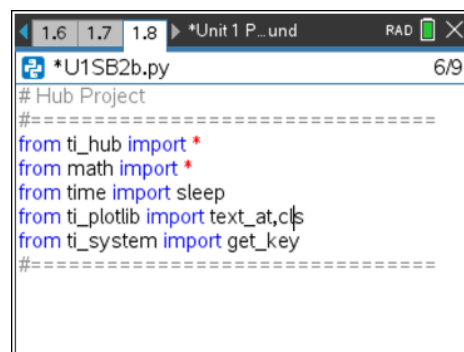 1.6 1.7 1.8 *Unit 1 P...und RAD
*U1SB2b.py 6/9
# Hub Project
#================================
from ti_hub import *
from math import *
from time import sleep
from ti_plotlib import text_at,cls
from ti_system import get_key
#================================